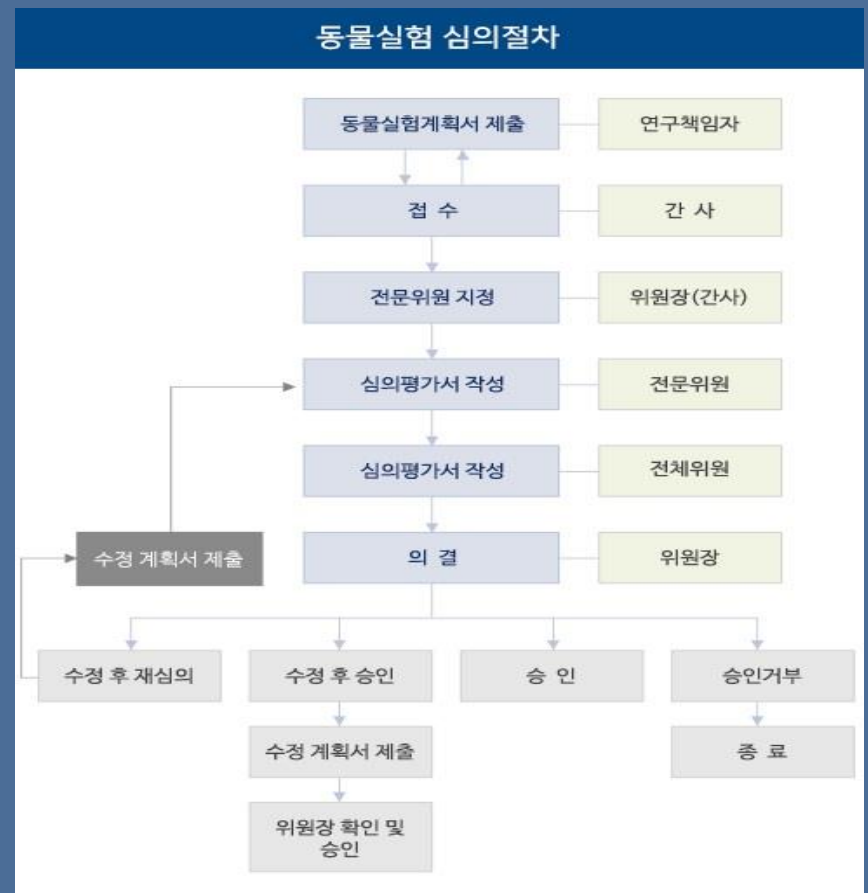 동물실험 심의절차
동물실험계획서 제출
연구책임자
접 수
간 사
전문위원 지정
위원장(간사)
심의평가서 작성
전문위원
심의평가서 작성
전체위원
수정 계획서 제출
의 결
위원장
수정 후 재심의
수정 후 승인
승 인
승인거부
수정 계획서 제출
종 료
위원장 확인 및
승인